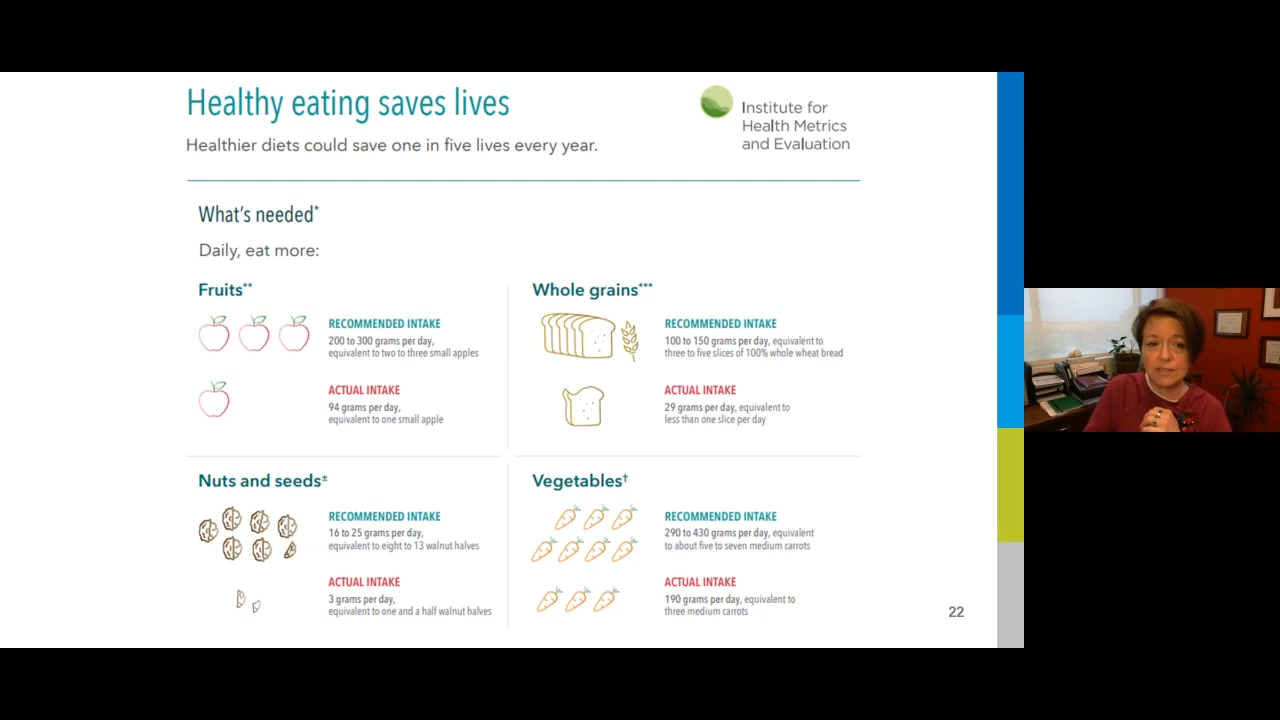 Healthy eating saves lives
Healthier diets could save one in five lives every year.
Institute for
Health Metrics
and Evaluation
What's needed*
Daily, eat more:
Fruits**
RECOMMENDED INTAKE
200 to 300 grams per day,
equivalent to two to three small apples
ACTUAL INTAKE
94 grams per day,
equivalent to one small apple
Whole grains***
RECOMMENDED INTAKE
100 to 150 grams per day, equivalent to
three to five slices of 100% whole wheat bread
ACTUAL INTAKE
29 grams per day, equivalent to
less than one slice per day
Nuts and seeds±
RECOMMENDED INTAKE
16 to 25 grams per day,
equivalent to eight to 13 walnut halves
ACTUAL INTAKE
3 grams per day,
equivalent to one and a half walnut halves
Vegetables†
RECOMMENDED INTAKE
290 to 430 grams per day, equivalent
to about five to seven medium carrots
ACTUAL INTAKE
190 grams per day, equivalent to
three medium carrots
22